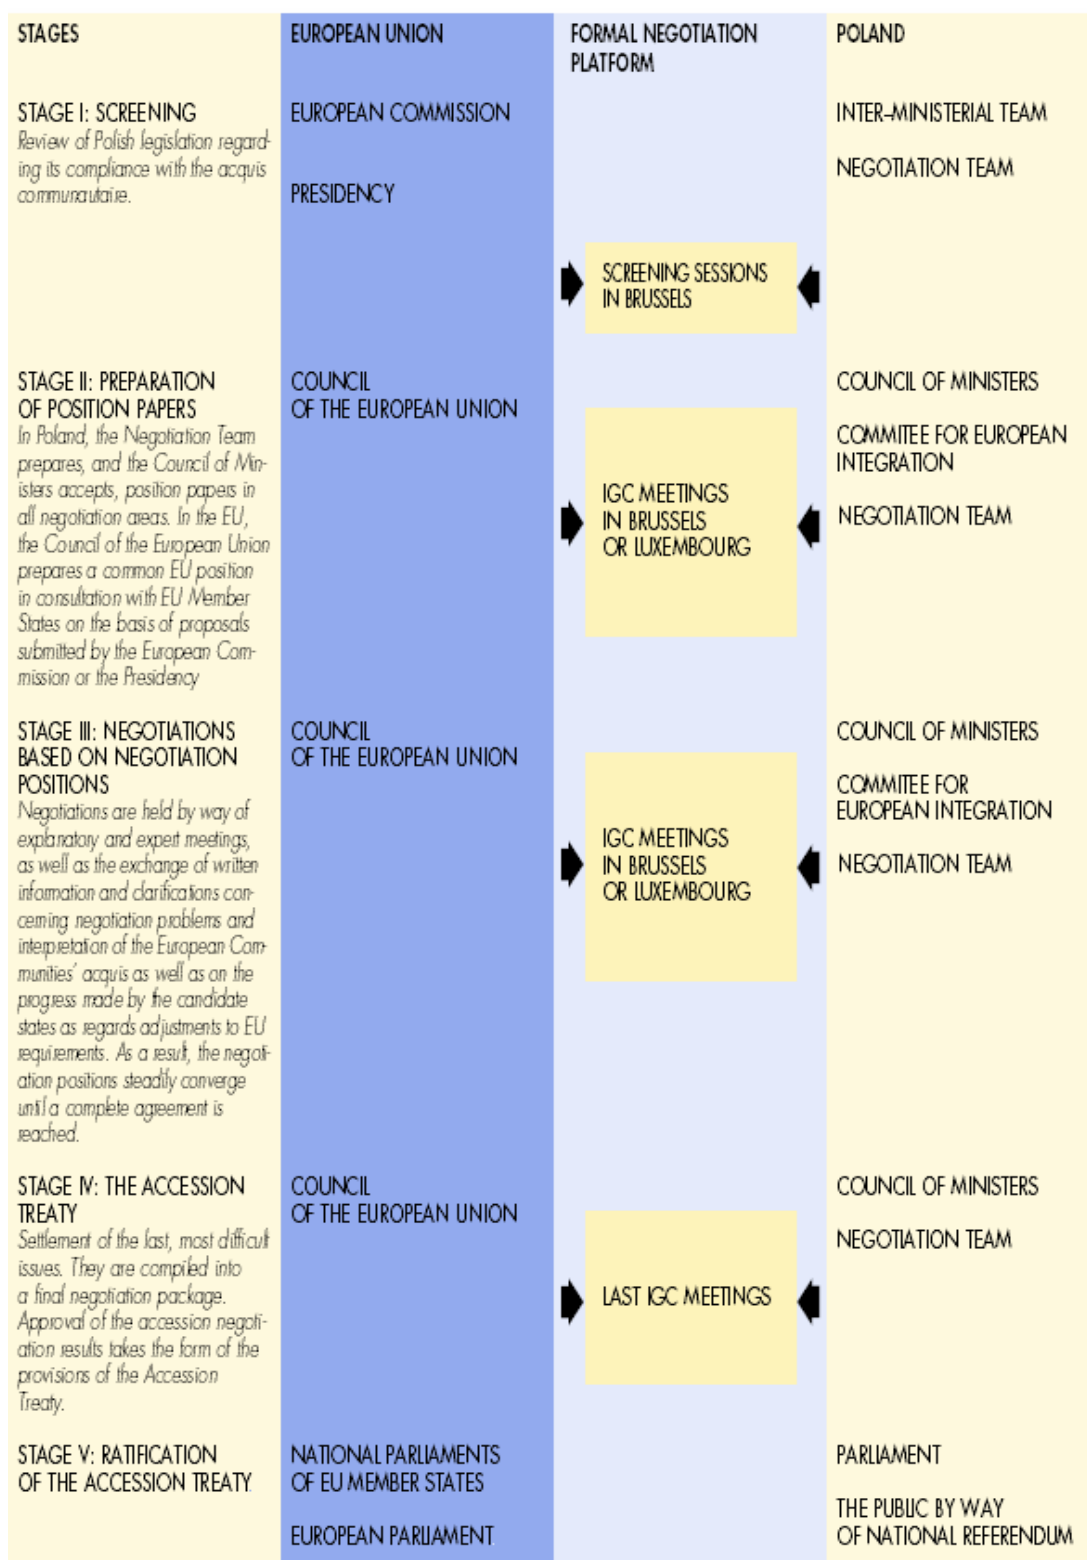 STAGES
EUROPEAN UNION
FORMAL NEGOTIATION
PLATFORM
POLAND
STAGE I: SCREENING
Review of Polish legislation regard-
ing its compliance with the acquis
communautaire.
EUROPEAN COMMISSION
PRESIDENCY
SCREENING SESSIONS
IN BRUSSELS
INTER–MINISTERIAL TEAM
NEGOTIATION TEAM
STAGE II: PREPARATION
OF POSITION PAPERS
In Poland, the Negotiation Team
prepares, and the Council of Min-
isters accepts, position papers in
all negotiation areas. In the EU,
the Council of the European Union
prepares a common EU position
in consultation with EU Member
States on the basis of proposals
submitted by the European Com-
mission or the Presidency
COUNCIL
OF THE EUROPEAN UNION
IGC MEETINGS
IN BRUSSELS
OR LUXEMBOURG
COUNCIL OF MINISTERS
COMMITEE FOR EUROPEAN
INTEGRATION
NEGOTIATION TEAM
STAGE III: NEGOTIATIONS
BASED ON NEGOTIATION
POSITIONS
Negotiations are held by way of
explanatory and expert meetings,
as well as the exchange of written
information and clarifications con-
cerning negotiation problems and
interpretation of the European Com-
munities' acquis as well as on the
progress made by the candidate
states as regards adjustments to EU
requirements. As a result, the negoti-
ation positions steadily converge
until a complete agreement is
reached.
COUNCIL
OF THE EUROPEAN UNION
IGC MEETINGS
IN BRUSSELS
OR LUXEMBOURG
COUNCIL OF MINISTERS
COMMITEE FOR
EUROPEAN INTEGRATION
NEGOTIATION TEAM
STAGE IV: THE ACCESSION
TREATY
Settlement of the last, most difficult
issues. They are compiled into
a final negotiation package.
Approval of the accession negoti-
ation results takes the form of the
provisions of the Accession
Treaty.
COUNCIL
OF THE EUROPEAN UNION
LAST IGC MEETINGS
COUNCIL OF MINISTERS
NEGOTIATION TEAM
STAGE V: RATIFICATION
OF THE ACCESSION TREATY
NATIONAL PARLIAMENTS
OF EU MEMBER STATES
EUROPEAN PARLIAMENT
PARLIAMENT
THE PUBLIC BY WAY
OF NATIONAL REFERENDUM